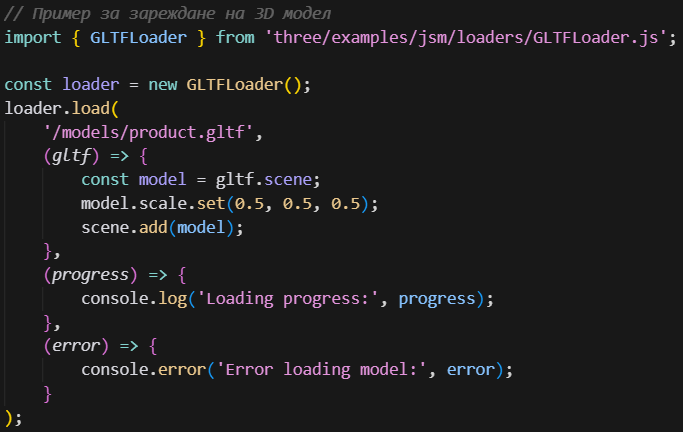 // Пример за зареждане на 3D модел
import { GLTFLoader } from 'three/examples/jsm/loaders/GLTFLoader.js';

const loader = new GLTFLoader();
loader.load(
    '/models/product.gltf',
    (gltf) => {
        const model = gltf.scene;
        model.scale.set(0.5, 0.5, 0.5);
        scene.add(model);
    },
    (progress) => {
        console.log('Loading progress:', progress);
    },
    (error) => {
        console.error('Error loading model:', error);
    }
);